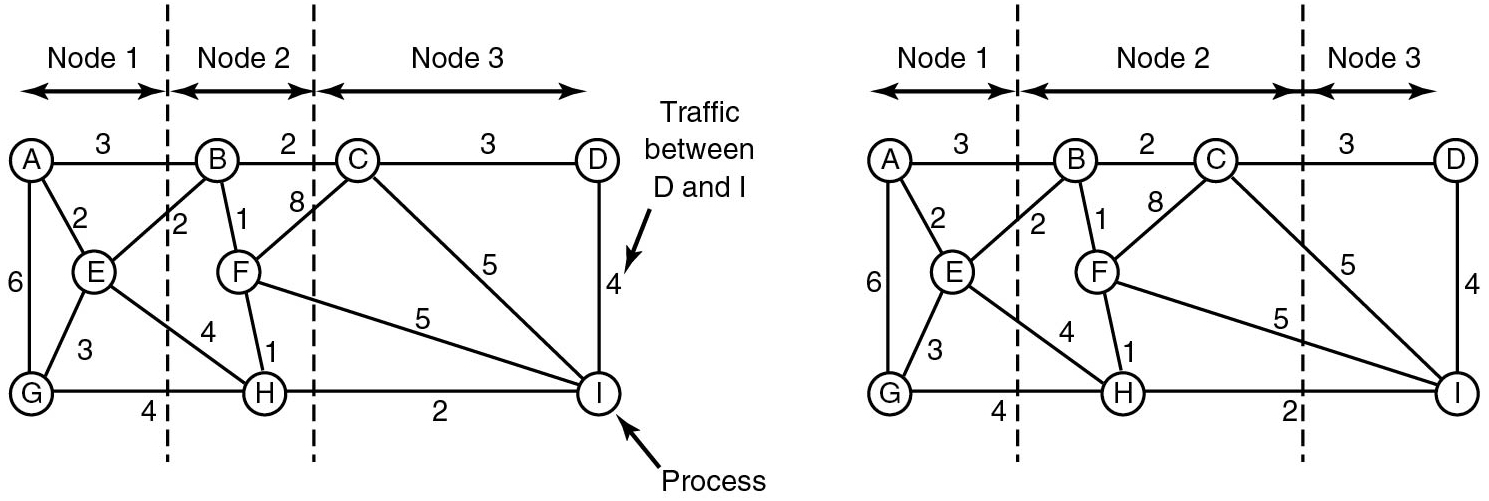 Node 1 Node 2 Node 3
Traffic
between
D and I
A 3 B 2 C 3 D
2 2 1 8
6 E F 5 4
3 4 5
1
G 4 H 2 I
Process
Node 1 Node 2 Node 3
A 3 B 2 C 3 D
2 2 1 8
6 E F 5 4
3 4 5
1
G 4 H 2 I